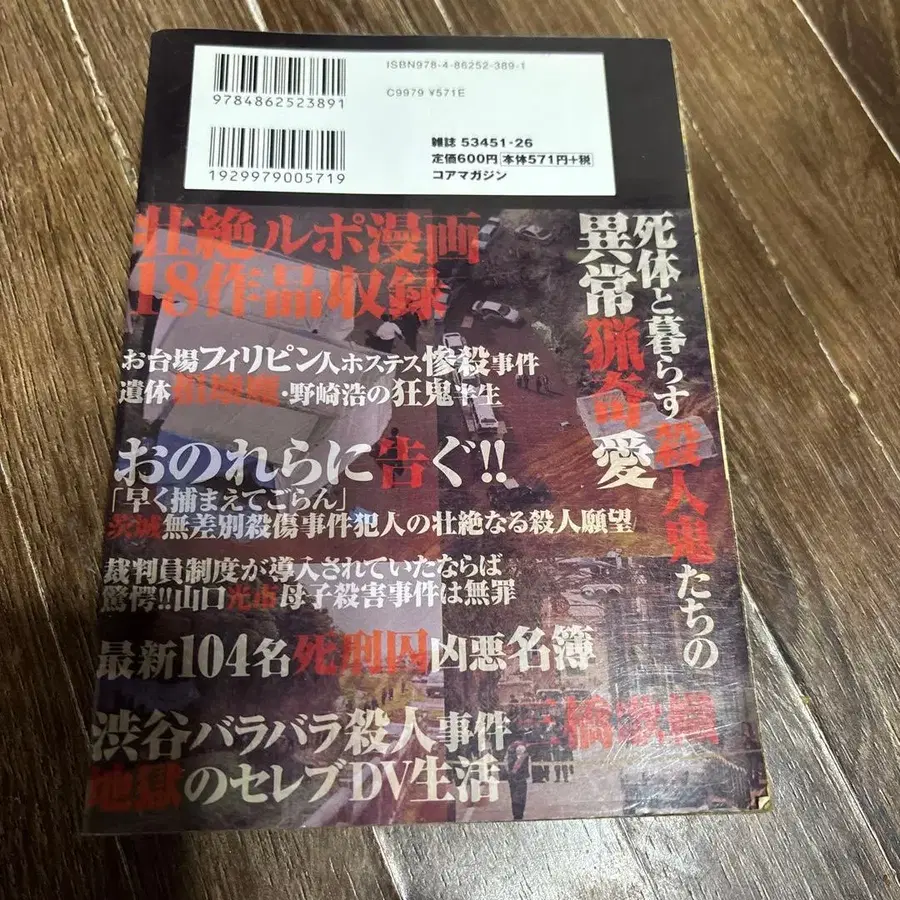 ISBN978-4-86252-389-1
9784862523891
C9979 ¥571E
雑誌 53451-26
定価600円 本体571円+税
コアマガジン
1929979005719
死体と暮らす殺人鬼たちの
異常猟奇愛
壮絶ルポ漫画
18作品収録
お台場フィリピン人ホステス惨殺事件
遺体損壊魔・野崎浩の狂鬼半生
おのれらに告ぐ!!
「早く捕まえてごらん」
茨城無差別殺傷事件犯人の壮絶なる殺人願望
裁判員制度が導入されていたならば
驚愕!!山口光市母子殺害事件は無罪
最新104名死刑囚凶悪名簿
三橋歌織
渋谷バラバラ殺人事件
地獄のセレブDV生活